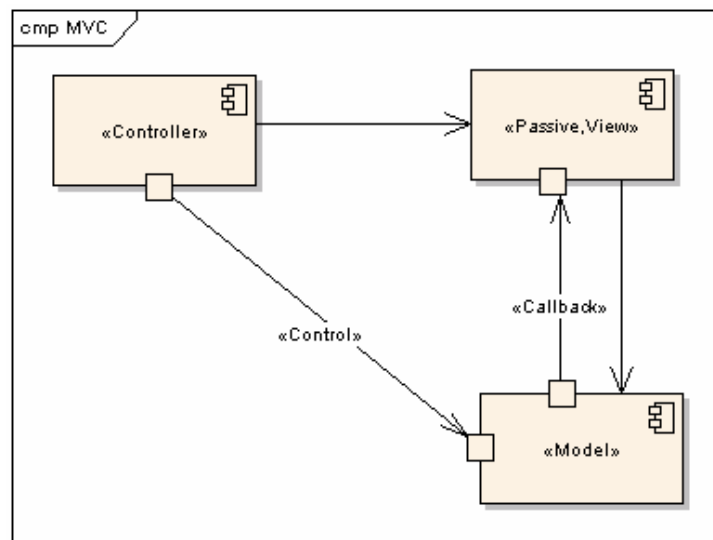 cmp MVC
«Controller»
«Passive,View»
«Callback»
«Control»
«Model»